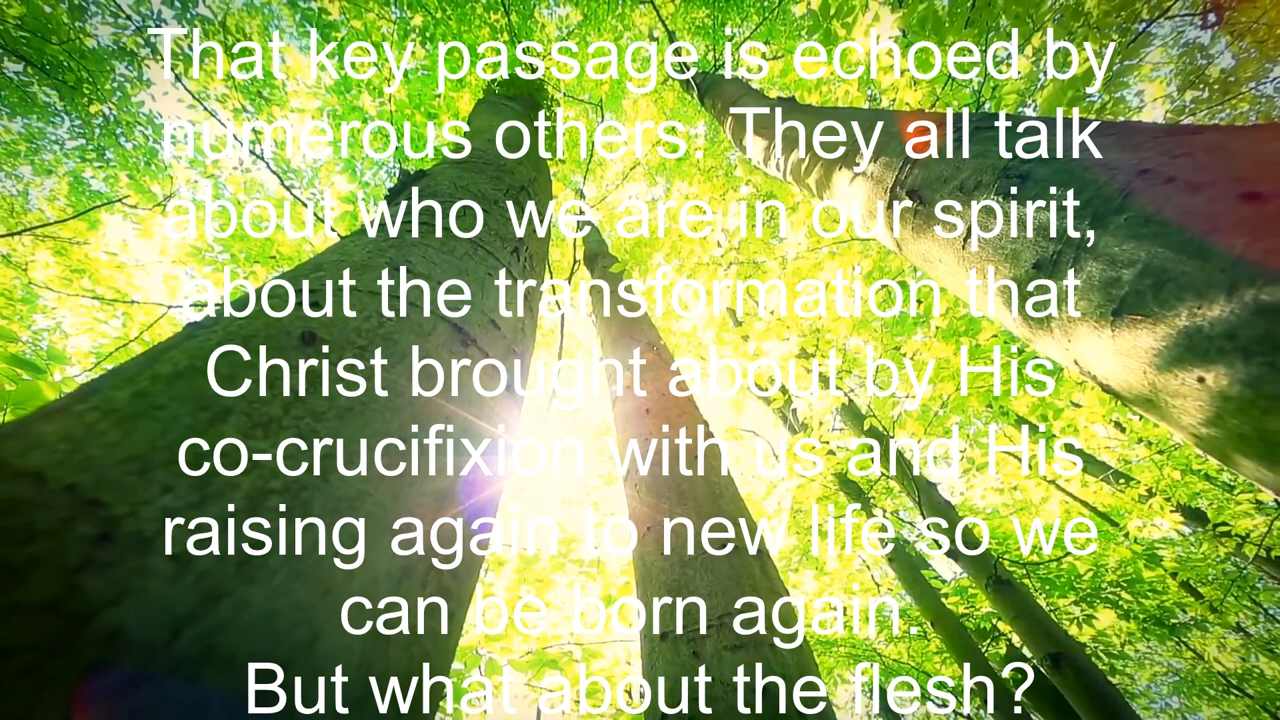 That key passage is echoed by
numerous others. They all talk
about who we are in our spirit,
about the transformation that
Christ brought about by His
co-crucifixion with us and His
raising again to new life so we
can be born again.
But what about the flesh?